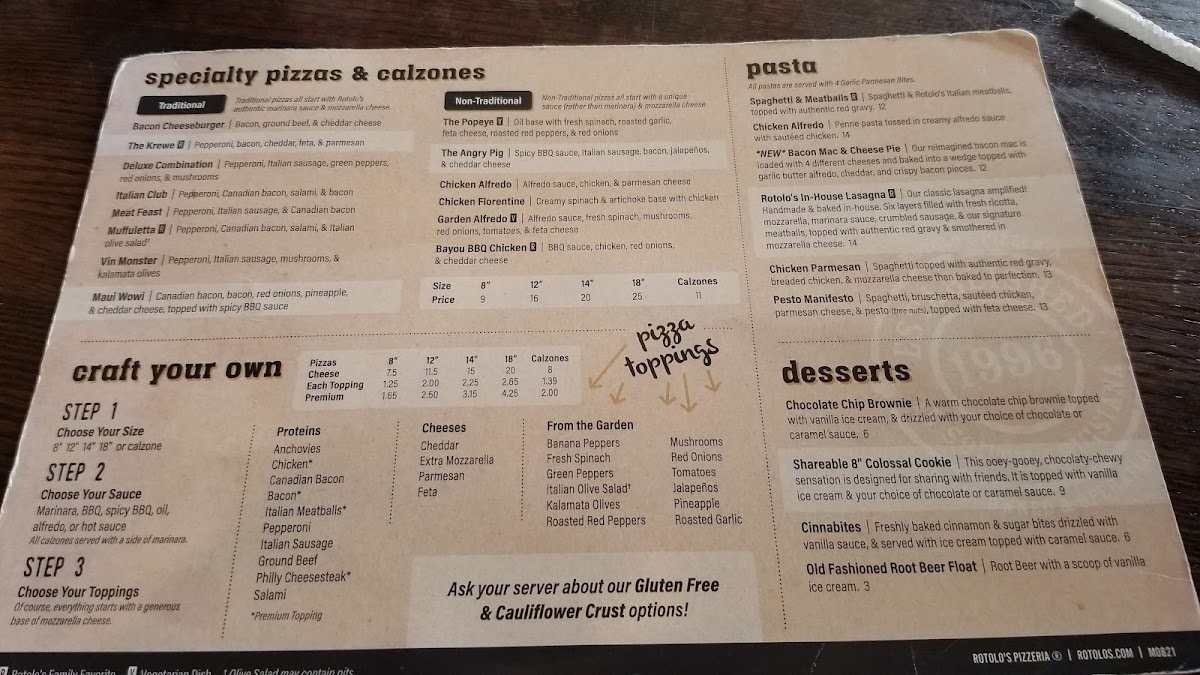 specialty pizzas & calzones
Traditional
Traditional pizzas all start with Rotolo's
authentic marinara sauce & mozzarella cheese.
Bacon Cheeseburger | Bacon, ground beef, & cheddar cheese
The Krewe R | Pepperoni, bacon, cheddar, feta, & parmesan
Deluxe Combination | Pepperoni, Italian sausage, green peppers,
red onions, & mushrooms
Italian Club | Pepperoni, Canadian bacon, salami, & bacon
Meat Feast | Pepperoni, Italian sausage, & Canadian bacon
Muffuletta R | Pepperoni, Canadian bacon, salami, & Italian
olive salad†
Vin Monster | Pepperoni, Italian sausage, mushrooms, &
kalamata olives
Maui Wowi | Canadian bacon, bacon, red onions, pineapple,
& cheddar cheese, topped with spicy BBQ sauce
Non-Traditional
Non-Traditional pizzas all start with a unique
sauce (rather than marinara) & mozzarella cheese.
The Popeye V | Oil base with fresh spinach, roasted garlic,
feta cheese, roasted red peppers, & red onions
The Angry Pig | Spicy BBQ sauce, Italian sausage, bacon, jalapeños,
& cheddar cheese
Chicken Alfredo | Alfredo sauce, chicken, & parmesan cheese
Chicken Florentine | Creamy spinach & artichoke base with chicken
Garden Alfredo V | Alfredo sauce, fresh spinach, mushrooms,
red onions, tomatoes, & feta cheese
Bayou BBQ Chicken R | BBQ sauce, chicken, red onions,
& cheddar cheese
Size 8" 12" 14" 18" Calzones
Price 9 16 20 25 11
pasta
All pastas are served with 4 Garlic Parmesan Bites.
Spaghetti & Meatballs R | Spaghetti & Rotolo's Italian meatballs,
topped with authentic red gravy. 12
Chicken Alfredo | Penne pasta tossed in creamy alfredo sauce
with sautéed chicken. 14
*NEW* Bacon Mac & Cheese Pie | Our reimagined bacon mac is
loaded with 4 different cheeses and baked into a wedge topped with
garlic butter alfredo, cheddar, and crispy bacon pieces. 12
Rotolo's In-House Lasagna R | Our classic lasagna amplified!
Handmade & baked in-house. Six layers filled with fresh ricotta,
mozzarella, marinara sauce, crumbled sausage, & our signature
meatballs, topped with authentic red gravy & smothered in
mozzarella cheese. 14
Chicken Parmesan | Spaghetti topped with authentic red gravy,
breaded chicken, & mozzarella cheese then baked to perfection. 13
Pesto Manifesto | Spaghetti, bruschetta, sautéed chicken,
parmesan cheese, & pesto (tree nuts), topped with feta cheese. 13
craft your own
Pizzas 8" 12" 14" 18" Calzones
Cheese 7.5 11.5 15 20 8
Each Topping 1.25 2.00 2.25 2.65 1.39
Premium 1.65 2.50 3.15 4.25 2.00
pizza
toppings
STEP 1
Choose Your Size
8" 12" 14" 18" or calzone
STEP 2
Choose Your Sauce
Marinara, BBQ, spicy BBQ, oil,
alfredo, or hot sauce
All calzones served with a side of marinara.
STEP 3
Choose Your Toppings
Of course, everything starts with a generous
base of mozzarella cheese.
Proteins
Anchovies
Chicken*
Canadian Bacon
Bacon*
Italian Meatballs*
Pepperoni
Italian Sausage
Ground Beef
Philly Cheesesteak*
Salami
*Premium Topping
Cheeses
Cheddar
Extra Mozzarella
Parmesan
Feta
From the Garden
Banana Peppers
Fresh Spinach
Green Peppers
Italian Olive Salad†
Kalamata Olives
Roasted Red Peppers
Mushrooms
Red Onions
Tomatoes
Jalapeños
Pineapple
Roasted Garlic
Ask your server about our Gluten Free
& Cauliflower Crust options!
desserts
Chocolate Chip Brownie | A warm chocolate chip brownie topped
with vanilla ice cream, & drizzled with your choice of chocolate or
caramel sauce. 6
Shareable 8" Colossal Cookie | This ooey-gooey, chocolaty-chewy
sensation is designed for sharing with friends. It is topped with vanilla
ice cream & your choice of chocolate or caramel sauce. 9
Cinnabites | Freshly baked cinnamon & sugar bites drizzled with
vanilla sauce, & served with ice cream topped with caramel sauce. 6
Old Fashioned Root Beer Float | Root Beer with a scoop of vanilla
ice cream. 3
R Rotolo's Family Favorite V Vegetarian Dish † Olive Salad may contain pits
ROTOLO'S PIZZERIA ® | ROTOLOS.COM | M0821